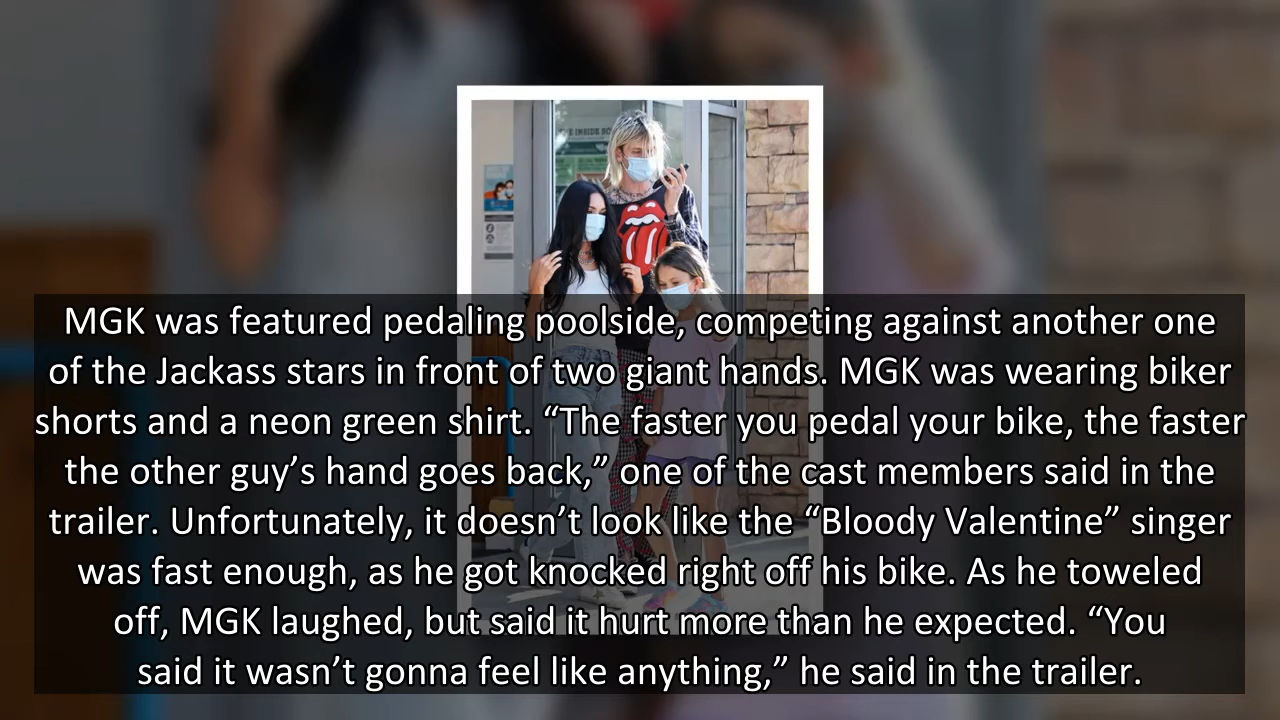 MGK was featured pedaling poolside, competing against another one
of the Jackass stars in front of two giant hands. MGK was wearing biker
shorts and a neon green shirt. “The faster you pedal your bike, the faster
the other guy’s hand goes back,” one of the cast members said in the
trailer. Unfortunately, it doesn’t look like the “Bloody Valentine” singer
was fast enough, as he got knocked right off his bike. As he toweled
off, MGK laughed, but said it hurt more than he expected. “You
said it wasn’t gonna feel like anything,” he said in the trailer.